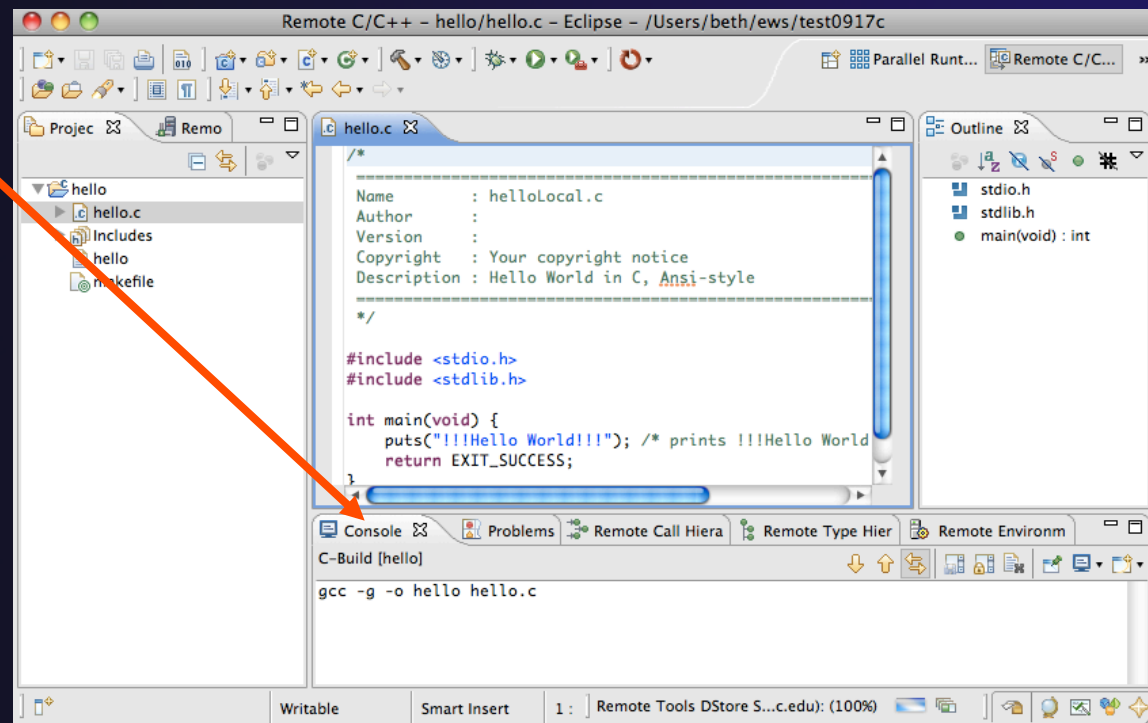 Remote C/C++ – hello/hello.c – Eclipse – /Users/beth/ews/test0917c
Parallel Runt... Remote C/C... »
Projec Remo
hello
hello.c
Includes
hello
makefile
hello.c
/*
============================================================
Name : helloLocal.c
Author :
Version :
Copyright : Your copyright notice
Description : Hello World in C, Ansi-style
============================================================
*/
#include <stdio.h>
#include <stdlib.h>
int main(void) {
puts("!!!Hello World!!!"); /* prints !!!Hello World
return EXIT_SUCCESS;
}
Outline
stdio.h
stdlib.h
main(void) : int
Console Problems Remote Call Hiera Remote Type Hier Remote Environm
C-Build [hello]
gcc -g -o hello hello.c
Writable Smart Insert 1 : Remote Tools DStore S...c.edu): (100%)